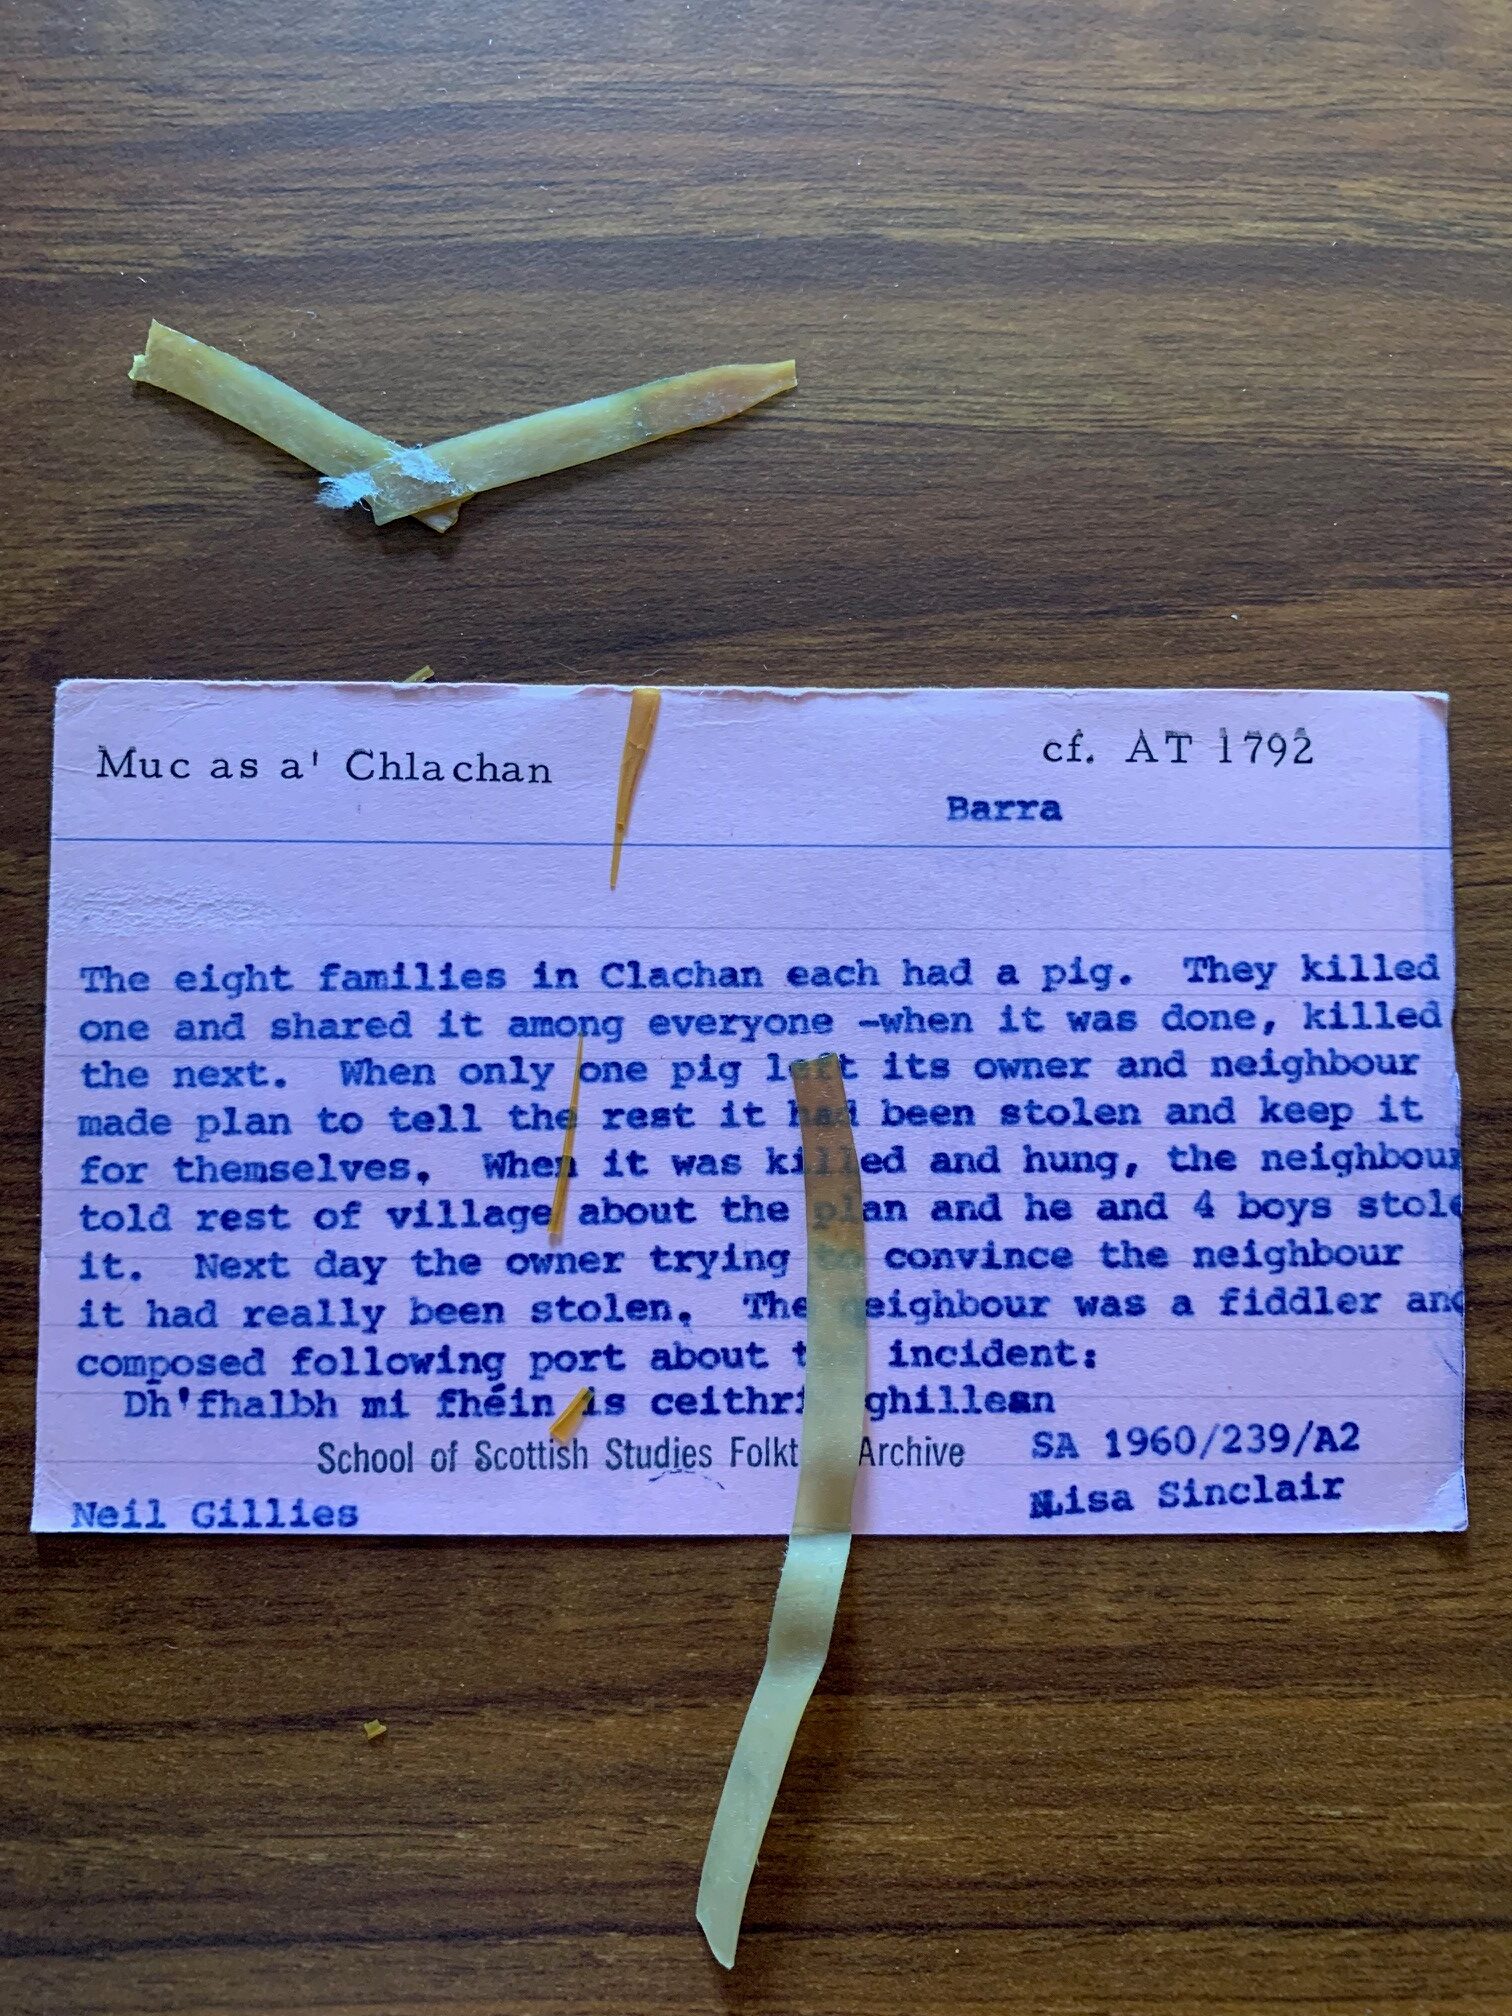 Muc as a' Chlachan
cf. AT 1792
Barra
The eight families in Clachan each had a pig. They killed
one and shared it among everyone -when it was done, killed
the next. When only one pig left its owner and neighbour
made plan to tell the rest it had been stolen and keep it
for themselves. When it was killed and hung, the neighbour
told rest of village about the plan and he and 4 boys stole
it. Next day the owner trying to convince the neighbour
it had really been stolen. The neighbour was a fiddler and
composed following port about incident:
Dh'fhalbh mi fhéin is ghillean
School of Scottish Studies Archive
SA 1960/239/A2
Neil Gillies
Sinclair